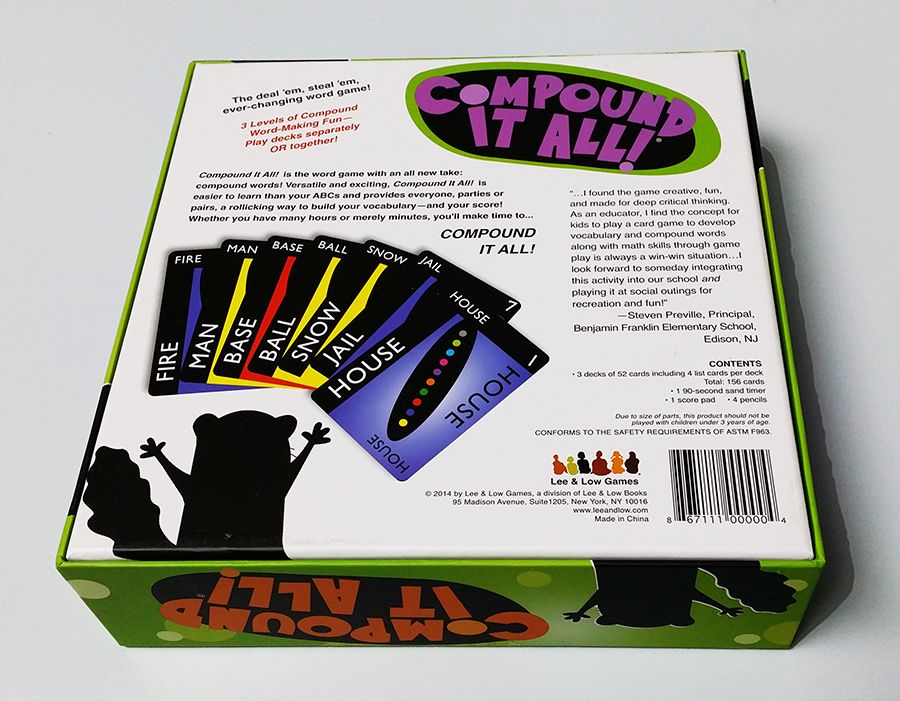 The deal 'em, steal 'em,
ever-changing word game!
3 Levels of Compound
Word-Making Fun—
Play decks separately
OR together!
COMPOUND
IT ALL!®
Compound It All! is the word game with an all new take:
compound words! Versatile and exciting, Compound It All! is
easier to learn than your ABCs and provides everyone, parties or
pairs, a rollicking way to build your vocabulary—and your score!
Whether you have many hours or merely minutes, you'll make time to...
COMPOUND
IT ALL!
"...I found the game creative, fun,
and made for deep critical thinking.
As an educator, I find the concept for
kids to play a card game to develop
vocabulary and compound words
along with math skills through game
play is always a win-win situation...I
look forward to someday integrating
this activity into our school and
playing it at social outings for
recreation and fun!"
—Steven Preville, Principal,
Benjamin Franklin Elementary School,
Edison, NJ
FIRE
MAN
BASE
BALL
SNOW
JAIL
HOUSE
FIRE
MAN
BASE
BALL
SNOW
JAIL
HOUSE
1
HOUSE
HOUSE
CONTENTS
• 3 decks of 52 cards including 4 list cards per deck
Total: 156 cards
• 1 90-second sand timer
• 1 score pad • 4 pencils
Due to size of parts, this product should not be
played with children under 3 years of age.
CONFORMS TO THE SAFETY REQUIREMENTS OF ASTM F963.
Lee & Low Games
© 2014 by Lee & Low Games, a division of Lee & Low Books
95 Madison Avenue, Suite1205, New York, NY 10016
www.leeandlow.com
Made in China
8 67111 00000 4
COMPOUND
IT ALL!®